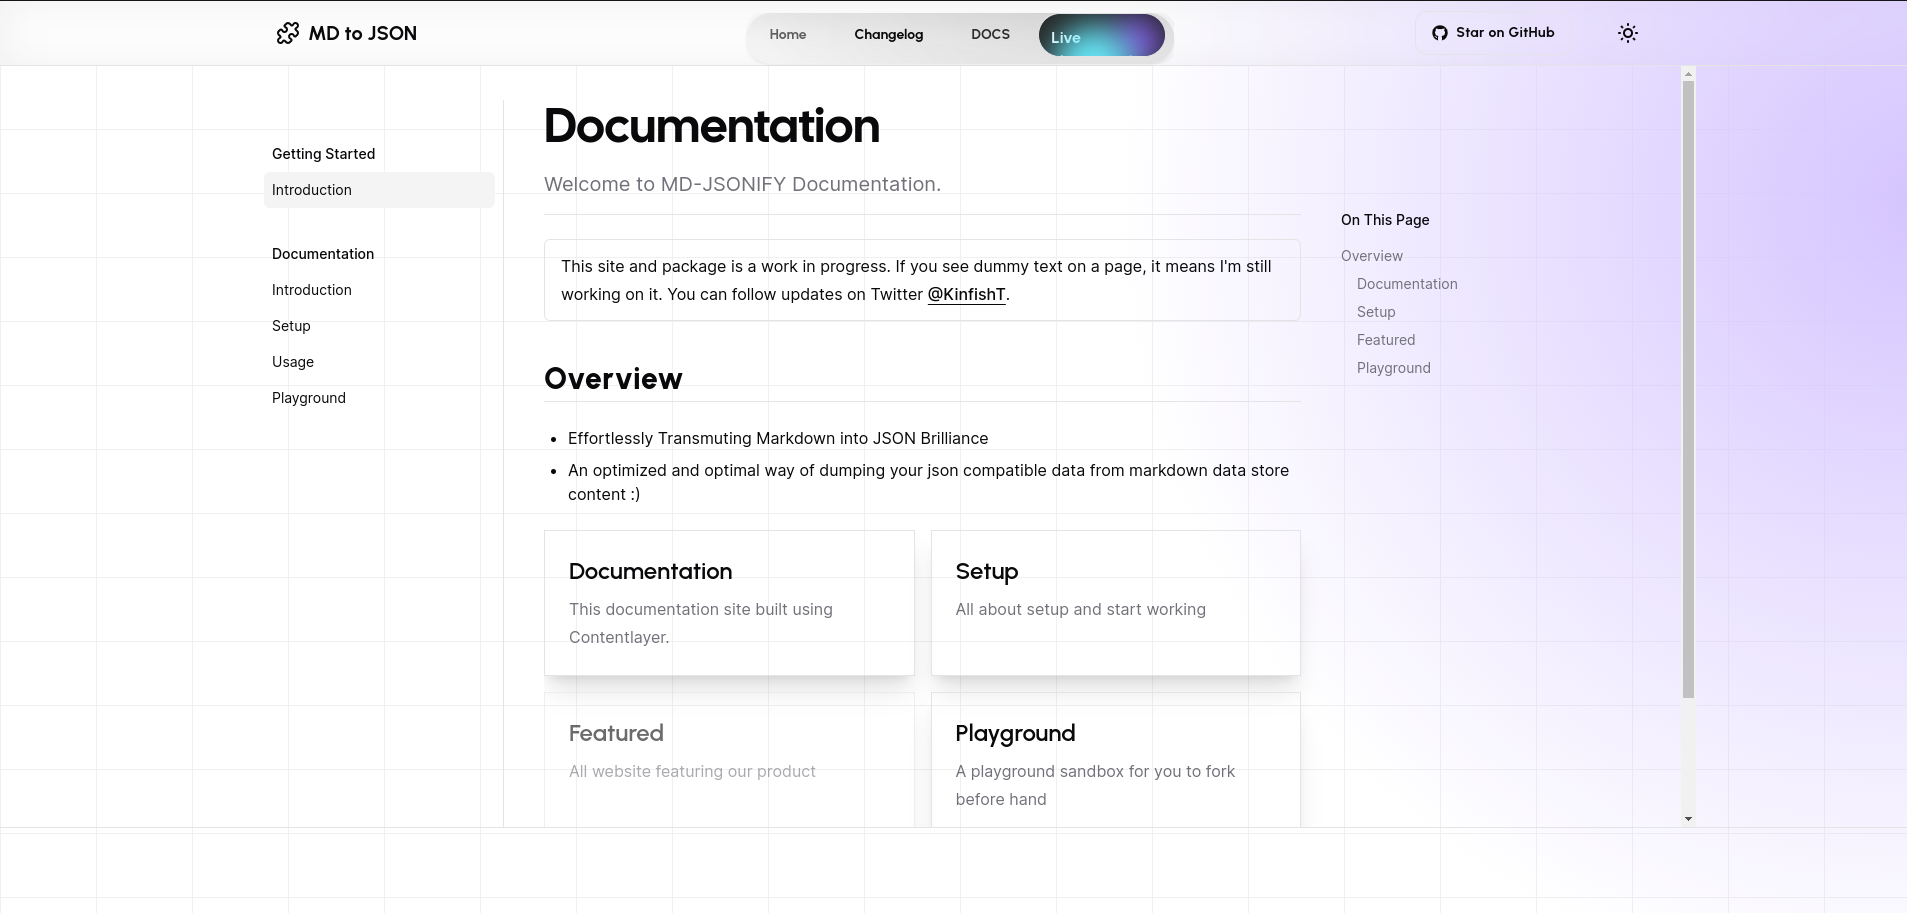 MD to JSON
Home
Changelog
DOCS
Live
Star on GitHub
Getting Started
Introduction
Documentation
Introduction
Setup
Usage
Playground
Documentation
Welcome to MD-JSONIFY Documentation.
This site and package is a work in progress. If you see dummy text on a page, it means I'm still
working on it. You can follow updates on Twitter @KinfishT.
Overview
• Effortlessly Transmuting Markdown into JSON Brilliance
• An optimized and optimal way of dumping your json compatible data from markdown data store
content :)
Documentation
This documentation site built using
Contentlayer.
Setup
All about setup and start working
Featured
All website featuring our product
Playground
A playground sandbox for you to fork
before hand
On This Page
Overview
Documentation
Setup
Featured
Playground